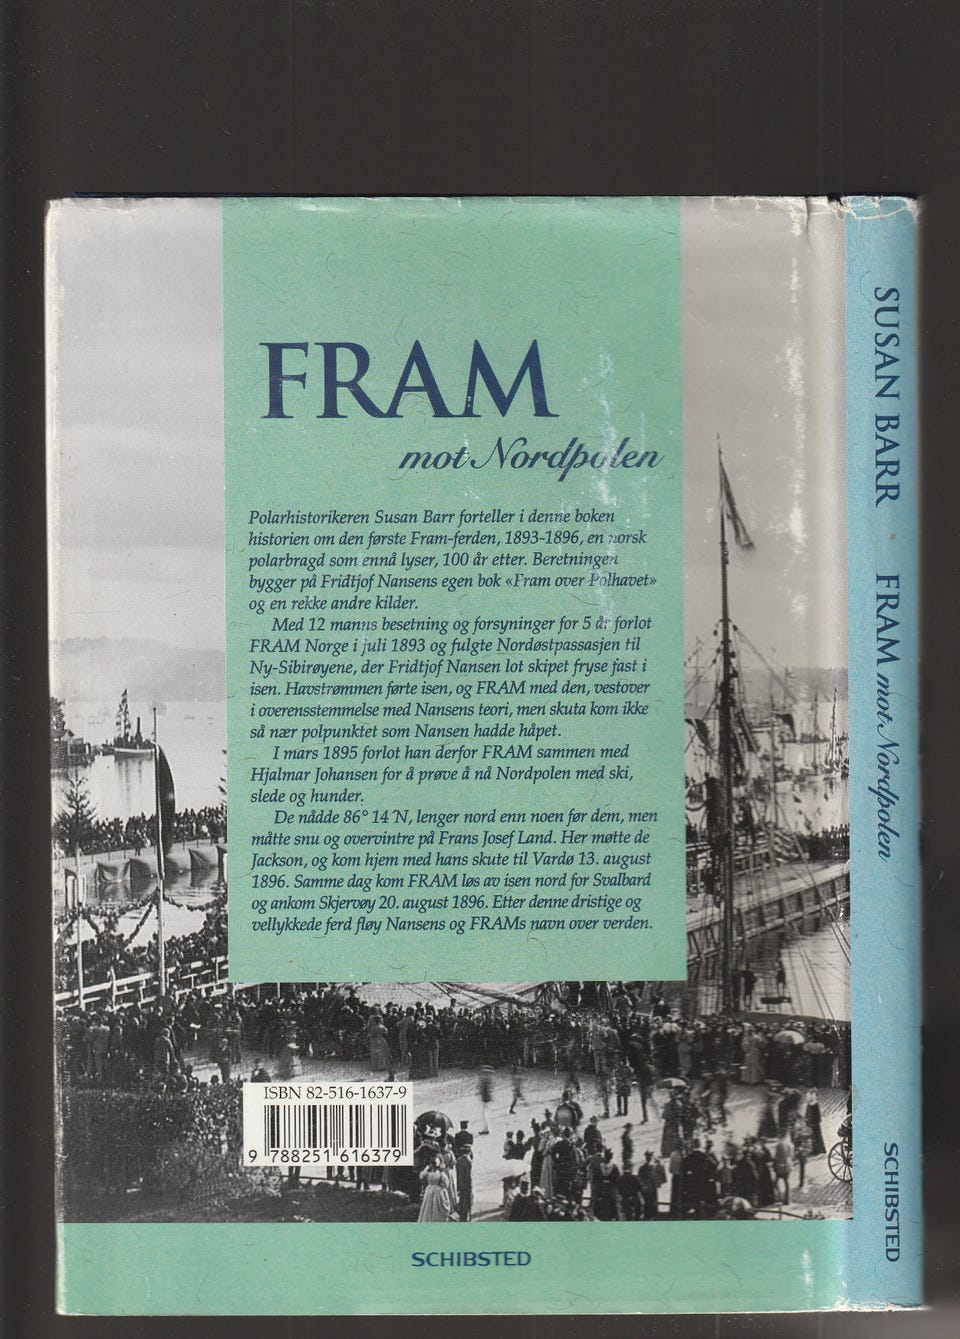 FRAM
mot Nordpolen
Polarhistorikeren Susan Barr forteller i denne boken
historien om den første Fram-ferden, 1893-1896, en norsk
polarbragd som ennå lyser, 100 år etter. Beretningen
bygger på Fridtjof Nansens egen bok «Fram over Polhavet»
og en rekke andre kilder.
Med 12 manns besetning og forsyninger for 5 år forlot
FRAM Norge i juli 1893 og fulgte Nordøstpassasjen til
Ny-Sibirøyene, der Fridtjof Nansen lot skipet fryse fast i
isen. Havstrømmen førte isen, og FRAM med den, vestover
i overensstemmelse med Nansens teori, men skuta kom ikke
så nær polpunktet som Nansen hadde håpet.
I mars 1895 forlot han derfor FRAM sammen med
Hjalmar Johansen for å prøve å nå Nordpolen med ski,
slede og hunder.
De nådde 86° 14´N, lenger nord enn noen før dem, men
måtte snu og overvintre på Frans Josef Land. Her møtte de
Jackson, og kom hjem med hans skute til Vardø 13. august
1896. Samme dag kom FRAM løs av isen nord for Svalbard
og ankom Skjervøy 20. august 1896. Etter denne dristige og
vellykkede ferd fløy Nansens og FRAMs navn over verden.
ISBN 82-516-1637-9
9 788251 616379
SCHIBSTED
SUSAN BARR FRAM mot Nordpolen SCHIBSTED